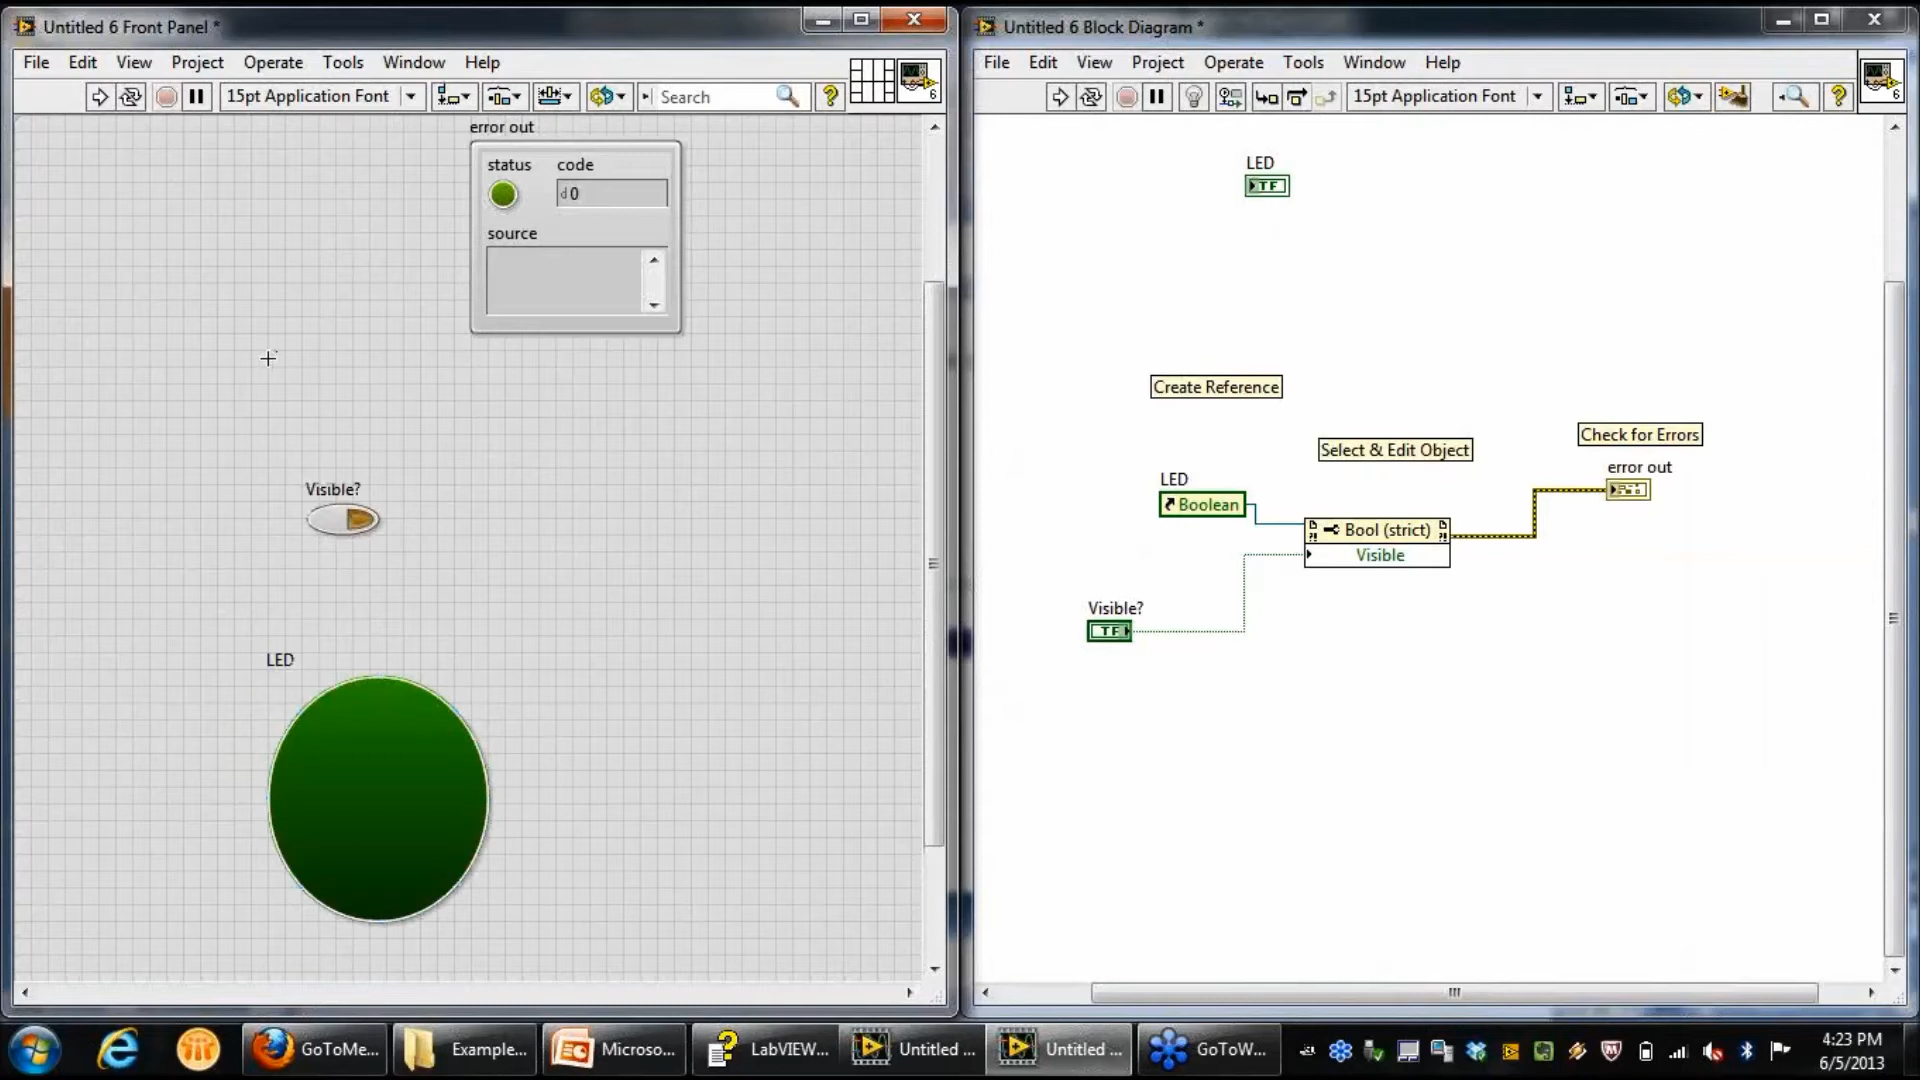 Untitled 6 Front Panel *
File Edit View Project Operate Tools Window Help
15pt Application Font
Search
6
error out
status code
d 0
source
Visible?
LED
Untitled 6 Block Diagram *
File Edit View Project Operate Tools Window Help
15pt Application Font
6
LED
TF
Create Reference
Select & Edit Object
Check for Errors
error out
LED
Boolean
Bool (strict)
Visible
Visible?
TF
GoToMe...
Example...
Microso...
LabVIEW...
Untitled ...
Untitled ...
GoToW...
4:23 PM
6/5/2013